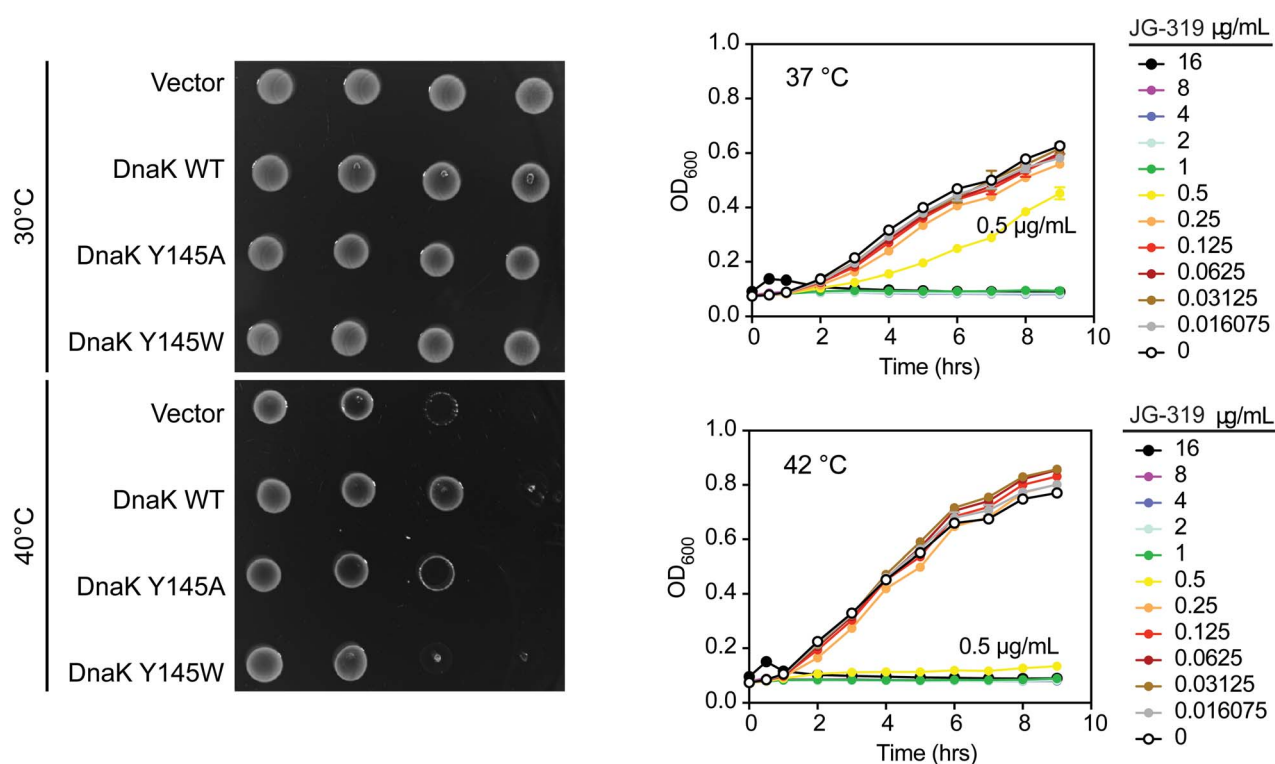 30°C
Vector
DnaK WT
DnaK Y145A
DnaK Y145W
40°C
Vector
DnaK WT
DnaK Y145A
DnaK Y145W
1.0
0.8
0.6
0.4
0.2
0.0
OD600
37 °C
0.5 µg/mL
0 2 4 6 8 10
Time (hrs)
JG-319 µg/mL
16
8
4
2
1
0.5
0.25
0.125
0.0625
0.03125
0.016075
0
1.0
0.8
0.6
0.4
0.2
0.0
OD600
42 °C
0.5 µg/mL
0 2 4 6 8 10
Time (hrs)
JG-319 µg/mL
16
8
4
2
1
0.5
0.25
0.125
0.0625
0.03125
0.016075
0